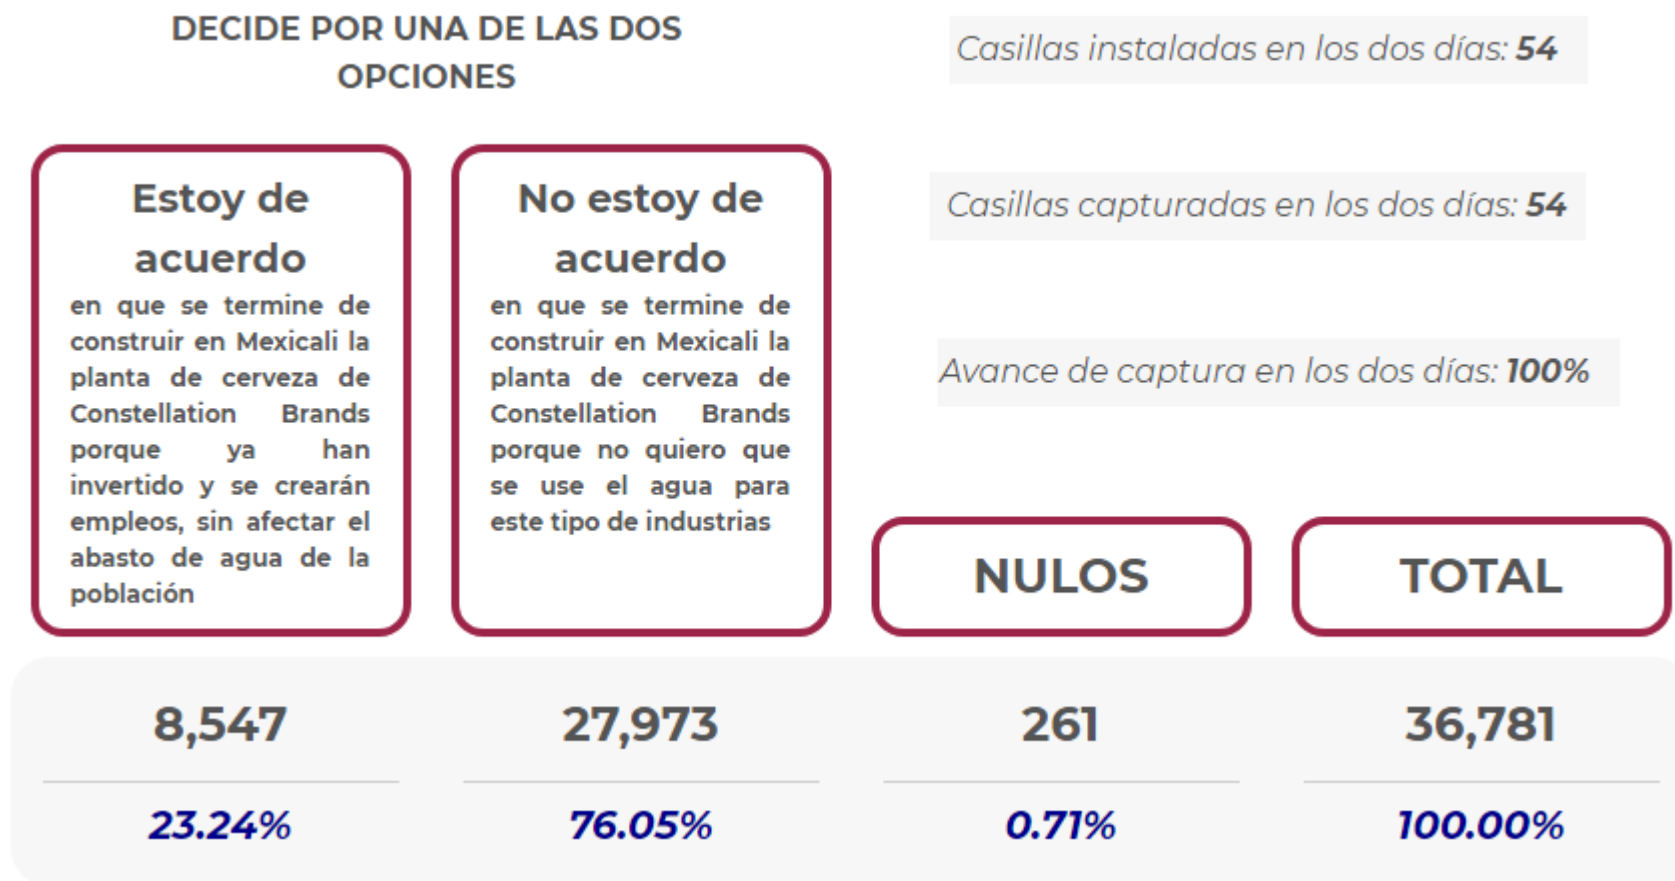 DECIDE POR UNA DE LAS DOS
OPCIONES
Casillas instaladas en los dos días: 54
Casillas capturadas en los dos días: 54
Avance de captura en los dos días: 100%
Estoy de
acuerdo
en que se termine de
construir en Mexicali la
planta de cerveza de
Constellation Brands
porque ya han
invertido y se crearán
empleos, sin afectar el
abasto de agua de la
población
No estoy de
acuerdo
en que se termine de
construir en Mexicali la
planta de cerveza de
Constellation Brands
porque no quiero que
se use el agua para
este tipo de industrias
NULOS
TOTAL
8,547
27,973
261
36,781
23.24%
76.05%
0.71%
100.00%